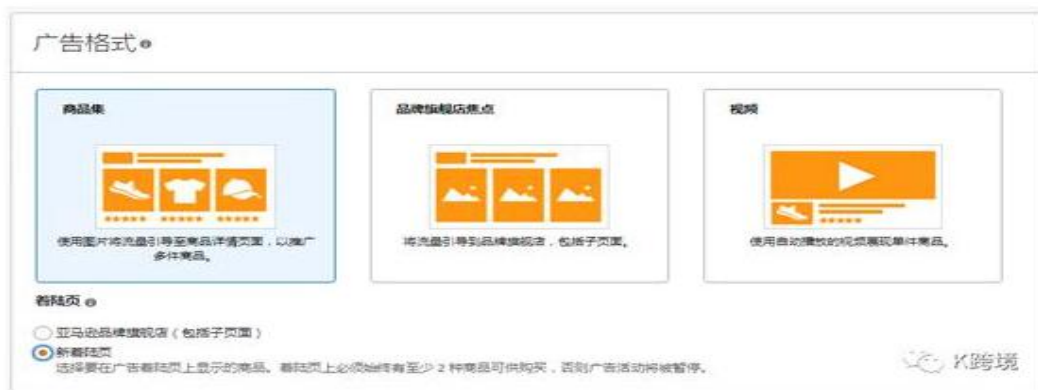 广告格式
商品集
品牌旗舰店焦点
视频
使用图片将流量引导至商品详情页面，以推广
多件商品。
将流量引导到品牌旗舰店，包括子页面。
使用自动播放的视频展现单件商品。
着陆页
亚马逊品牌旗舰店（包括子页面）
新着陆页
选择要在广告着陆页上显示的商品。着陆页上必须始终有至少 2 种商品可供购买，否则广告活动将被暂停。
K跨境